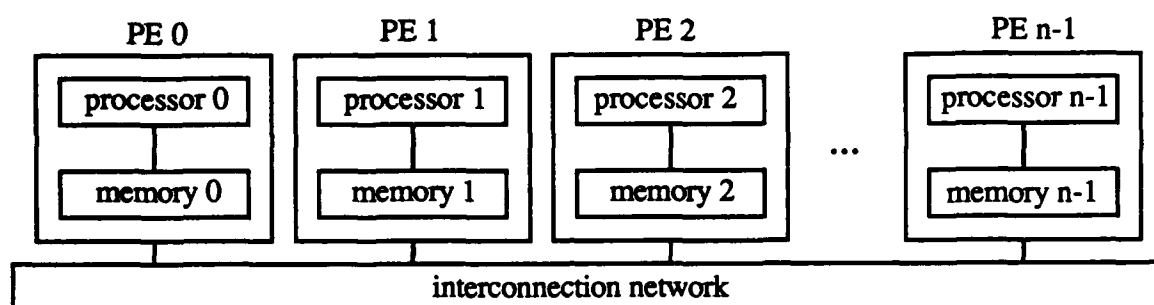 PE 0 PE 1 PE 2 PE n-1
processor 0 processor 1 processor 2 processor n-1
...
memory 0 memory 1 memory 2 memory n-1
interconnection network